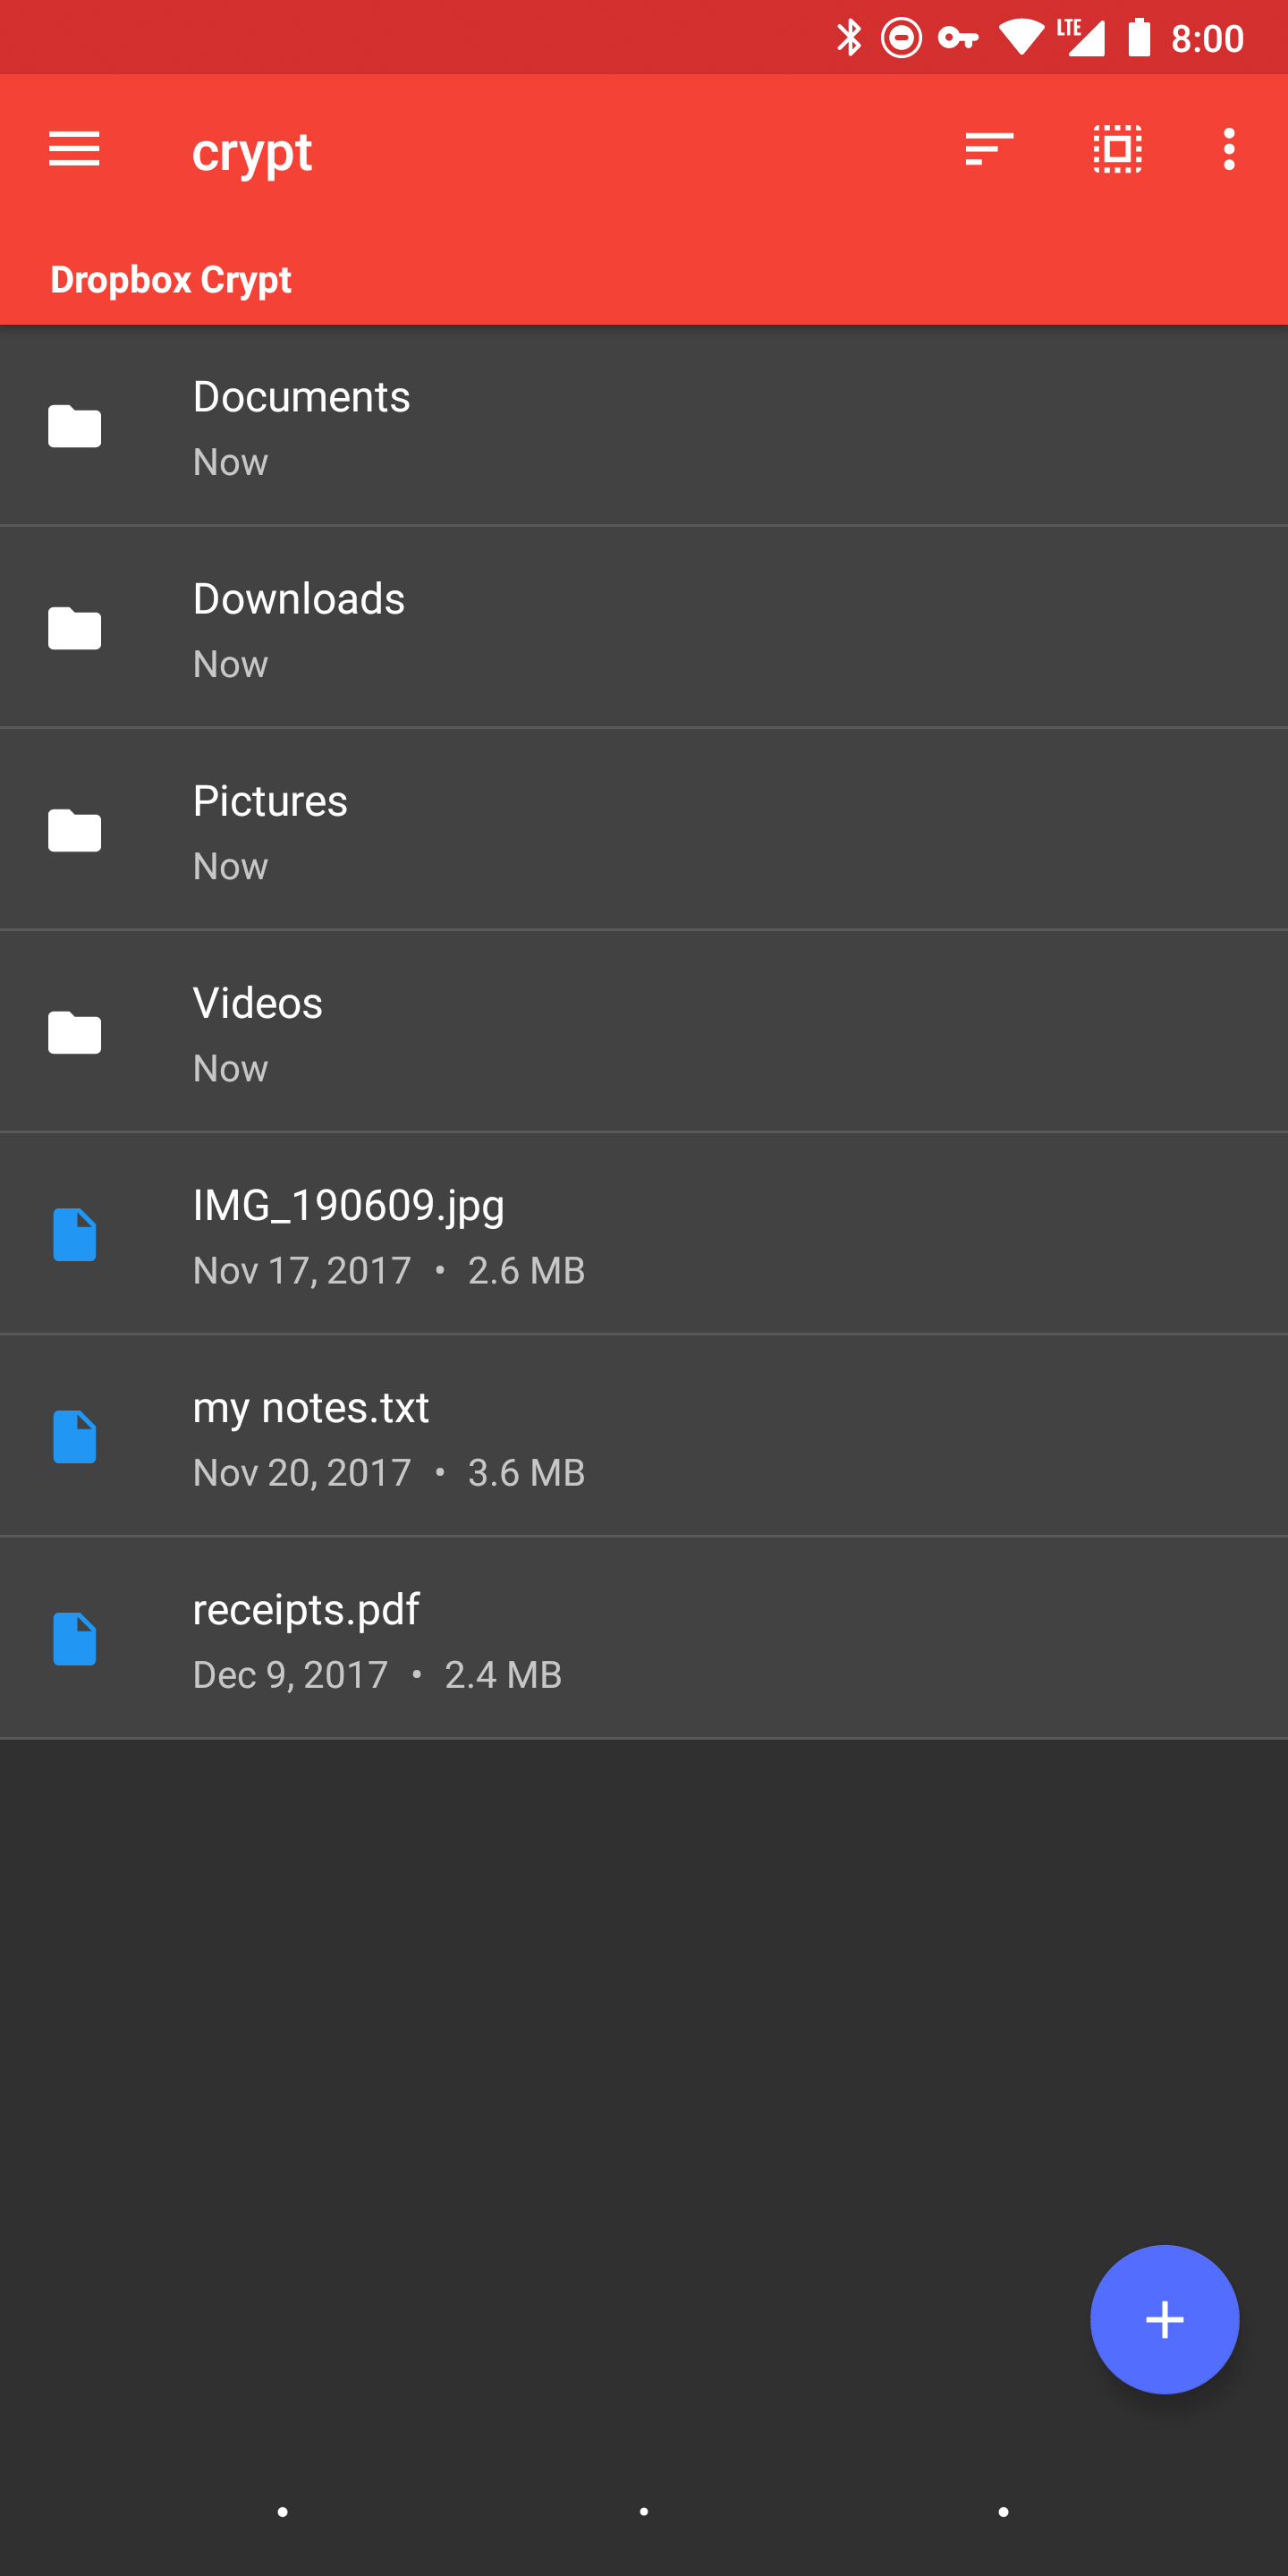 LTE 8:00
crypt
Dropbox Crypt
Documents
Now
Downloads
Now
Pictures
Now
Videos
Now
IMG_190609.jpg
Nov 17, 2017 • 2.6 MB
my notes.txt
Nov 20, 2017 • 3.6 MB
receipts.pdf
Dec 9, 2017 • 2.4 MB